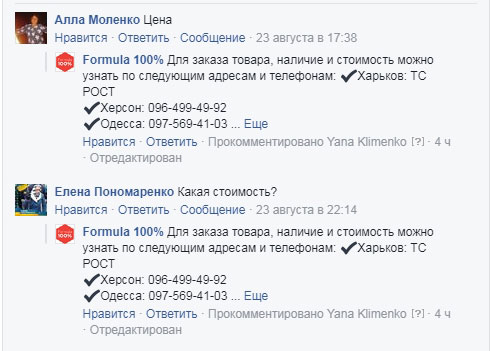 Алла Моленко Цена
Нравится · Ответить · Сообщение · 23 августа в 17:38
Formula 100% Для заказа товара, наличие и стоимость можно
узнать по следующим адресам и телефонам: ✔Харьков: ТС
РОСТ
✔Херсон: 096-499-49-92
✔Одесса: 097-569-41-03 ... Еще
Нравится · Ответить · Прокомментировано Yana Klimenko [?] · 4 ч
· Отредактирован
Елена Пономаренко Какая стоимость?
Нравится · Ответить · Сообщение · 23 августа в 22:14
Formula 100% Для заказа товара, наличие и стоимость можно
узнать по следующим адресам и телефонам: ✔Харьков: ТС
РОСТ
✔Херсон: 096-499-49-92
✔Одесса: 097-569-41-03 ... Еще
Нравится · Ответить · Прокомментировано Yana Klimenko [?] · 4 ч
· Отредактирован